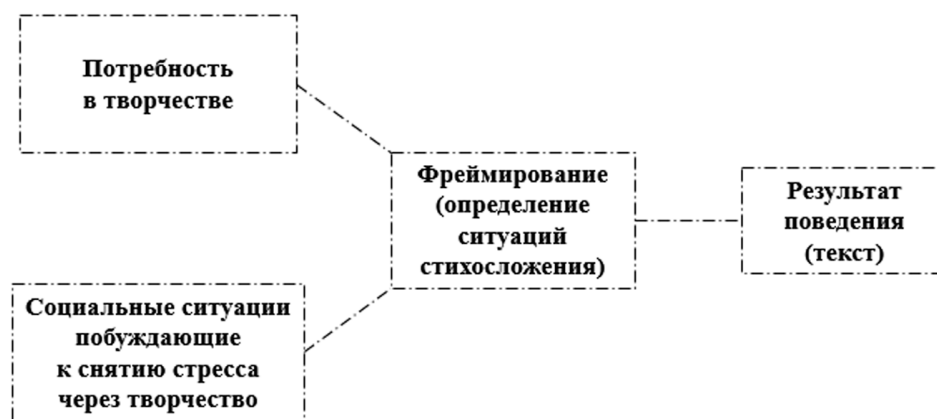 Потребность
в творчестве
Фреймирование
(определение
ситуаций
стихосложения)
Результат
поведения
(текст)
Социальные ситуации
побуждающие
к снятию стресса
через творчество